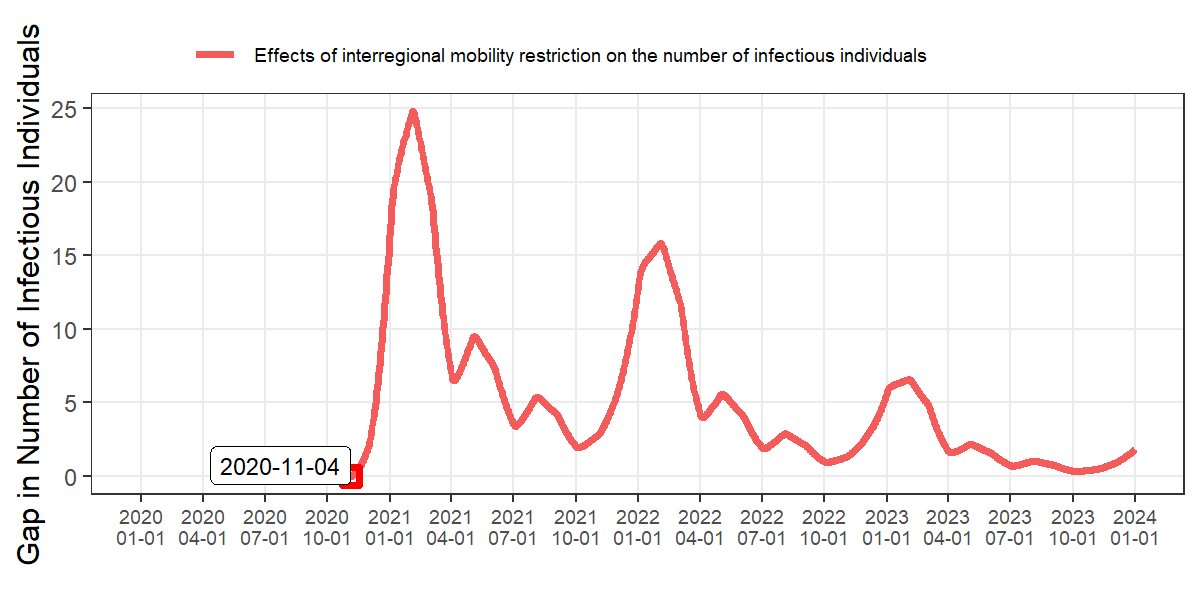 Effects of interregional mobility restriction on the number of infectious individuals
Gap in Number of Infectious Individuals
25
20
15
10
5
0
2020-11-04
2020 2020 2020 2020 2021 2021 2021 2021 2022 2022 2022 2022 2023 2023 2023 2023 2024
01-01 04-01 07-01 10-01 01-01 04-01 07-01 10-01 01-01 04-01 07-01 10-01 01-01 04-01 07-01 10-01 01-01